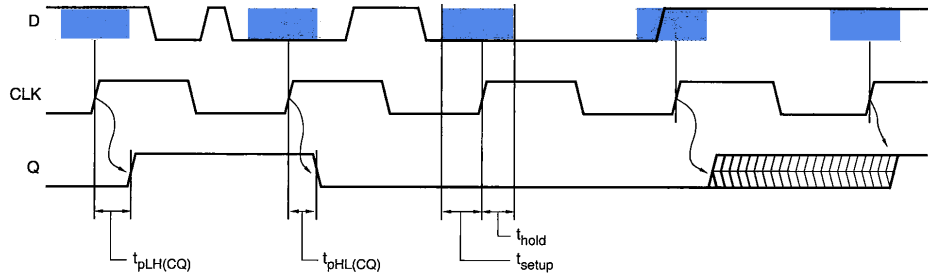 D
CLK
Q
thold
tpLH(CQ)
tpHL(CQ)
tsetup